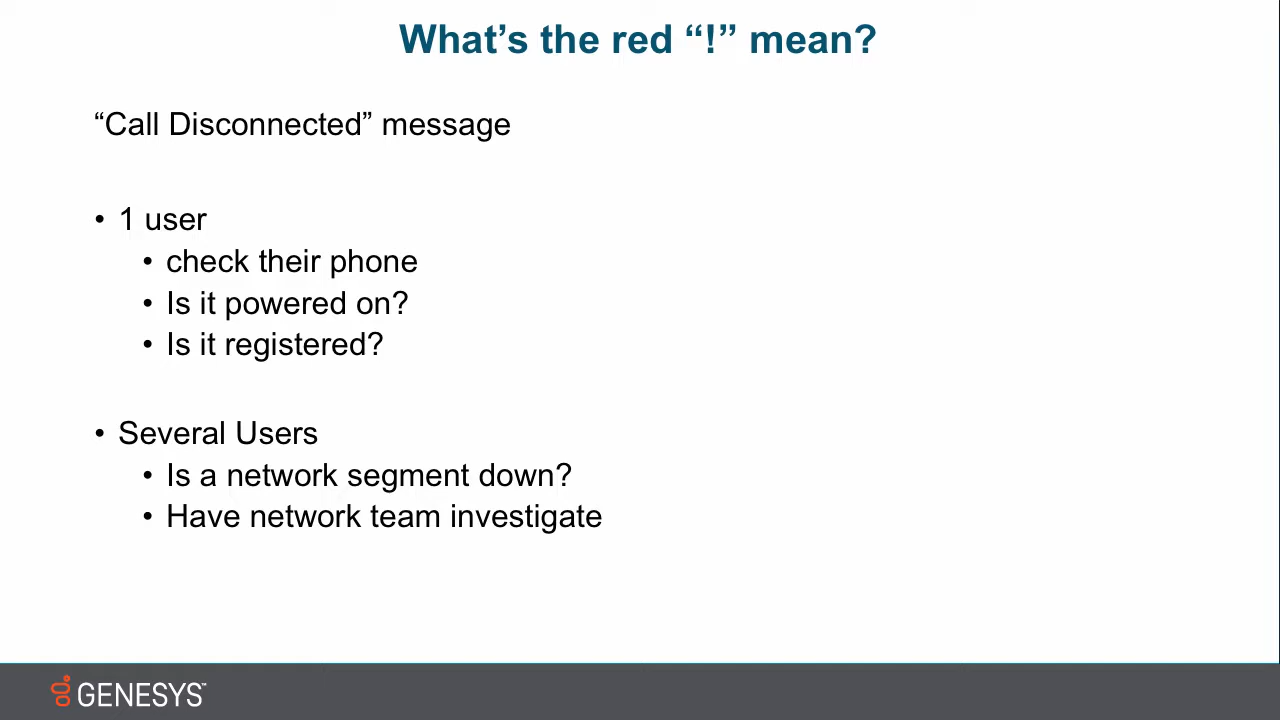 What’s the red “!” mean?
“Call Disconnected” message
• 1 user
• check their phone
• Is it powered on?
• Is it registered?
• Several Users
• Is a network segment down?
• Have network team investigate
GENESYS™